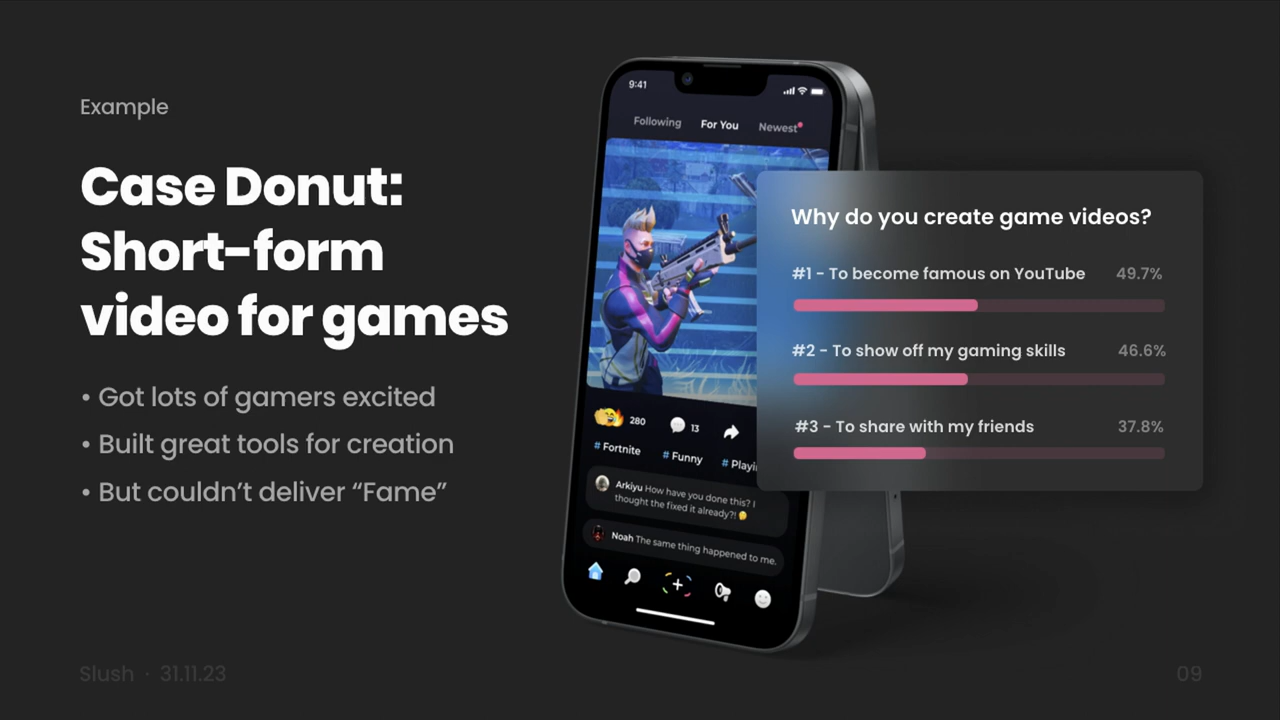 Example
Case Donut:
Short-form
video for games
• Got lots of gamers excited
• Built great tools for creation
• But couldn’t deliver “Fame”
9:41
Following For You Newest
280 13
# Fortnite # Funny # Playi
Arkiyu How have you done this? I
thought the fixed it already?!
Noah The same thing happened to me.
Why do you create game videos?
#1 - To become famous on YouTube 49.7%
#2 - To show off my gaming skills 46.6%
#3 - To share with my friends 37.8%
Slush · 31.11.23
09